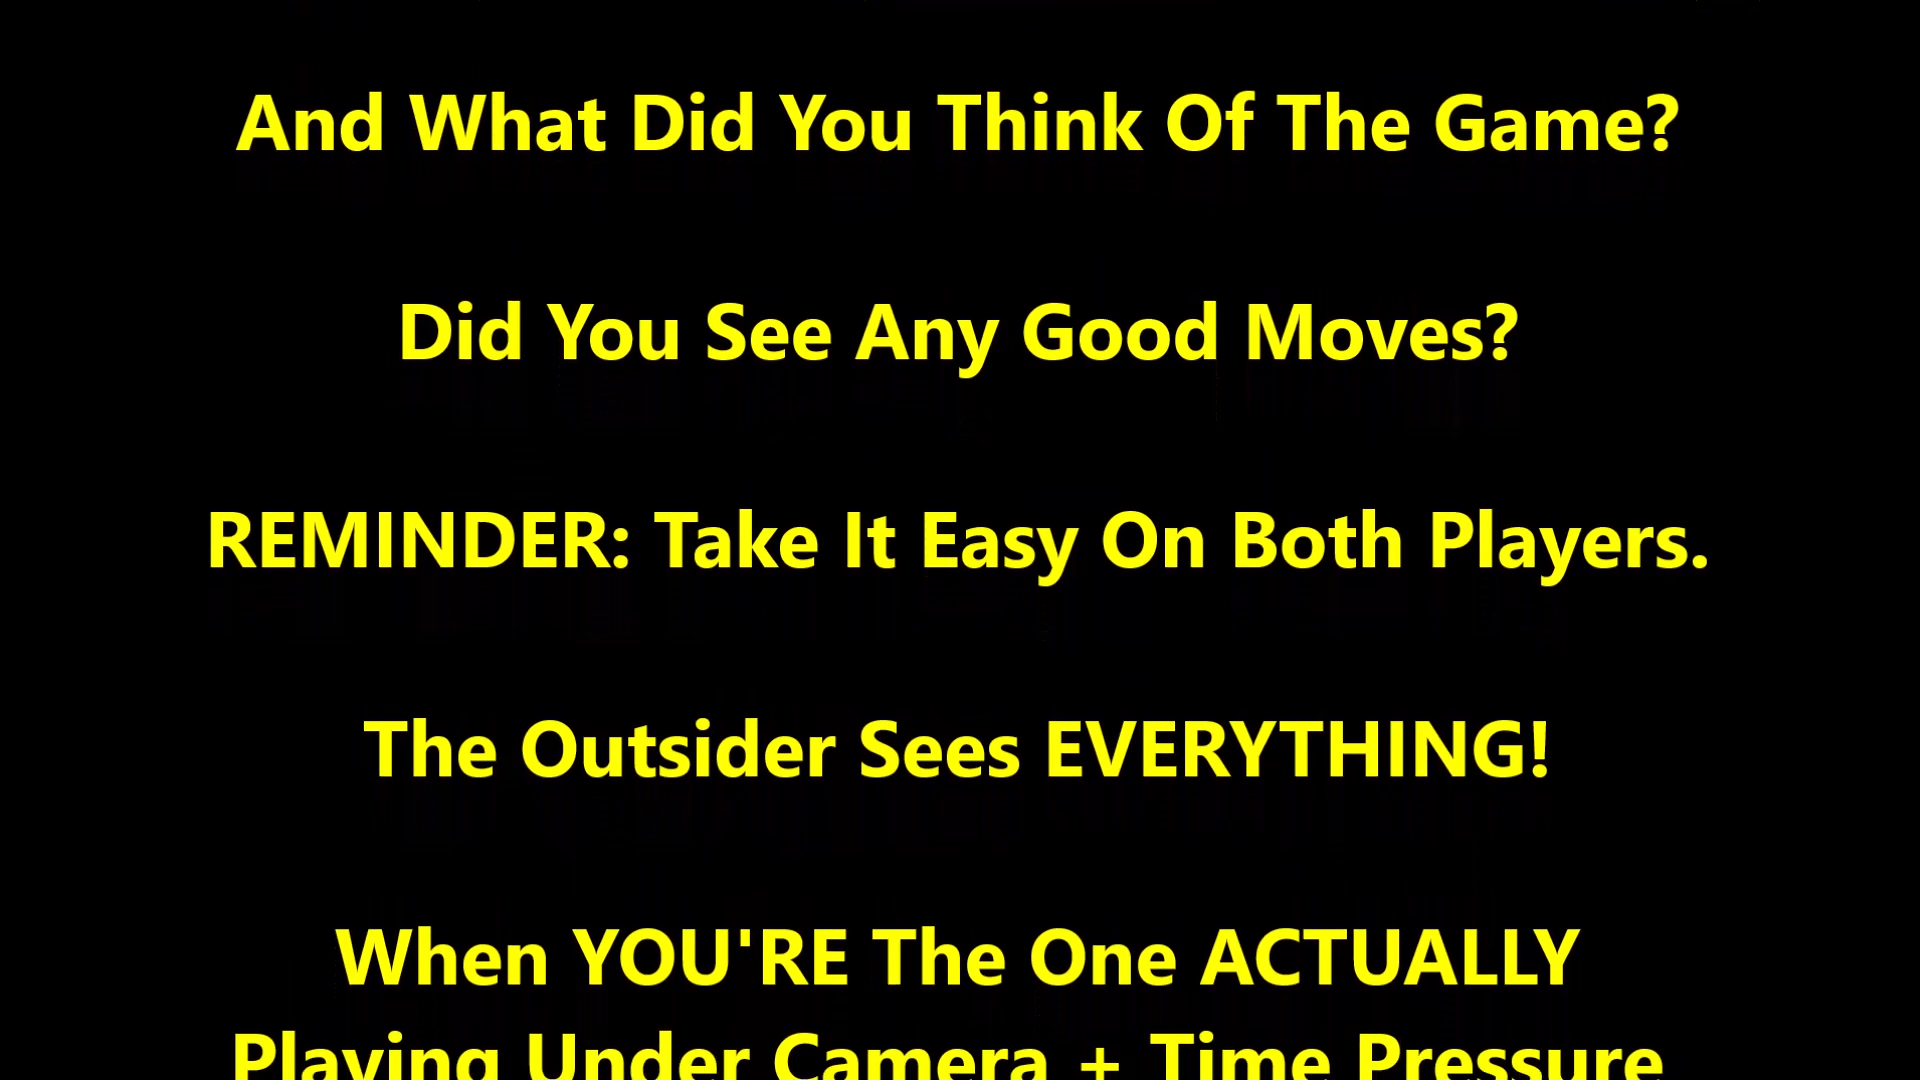 And What Did You Think Of The Game?
Did You See Any Good Moves?
REMINDER: Take It Easy On Both Players.
The Outsider Sees EVERYTHING!
When YOU'RE The One ACTUALLY
Playing Under Camera + Time Pressure